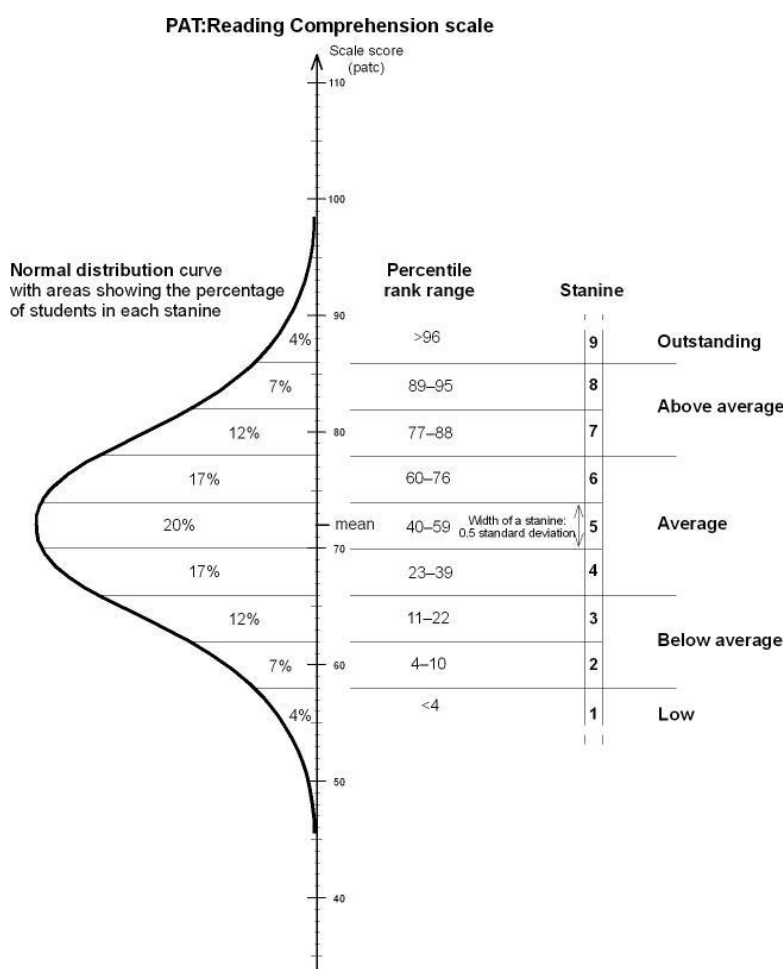 PAT:Reading Comprehension scale
Scale score
(patc)
110
100
Normal distribution curve
with areas showing the percentage
of students in each stanine
Percentile
rank range
Stanine
90
4%
>96
9
Outstanding
7%
89–95
8
Above average
80
12%
77–88
7
17%
60–76
6
20%
mean
40–59
Width of a stanine:
0.5 standard deviation
5
Average
70
17%
23–39
4
12%
11–22
3
Below average
60
7%
4–10
2
4%
<4
1
Low
50
40